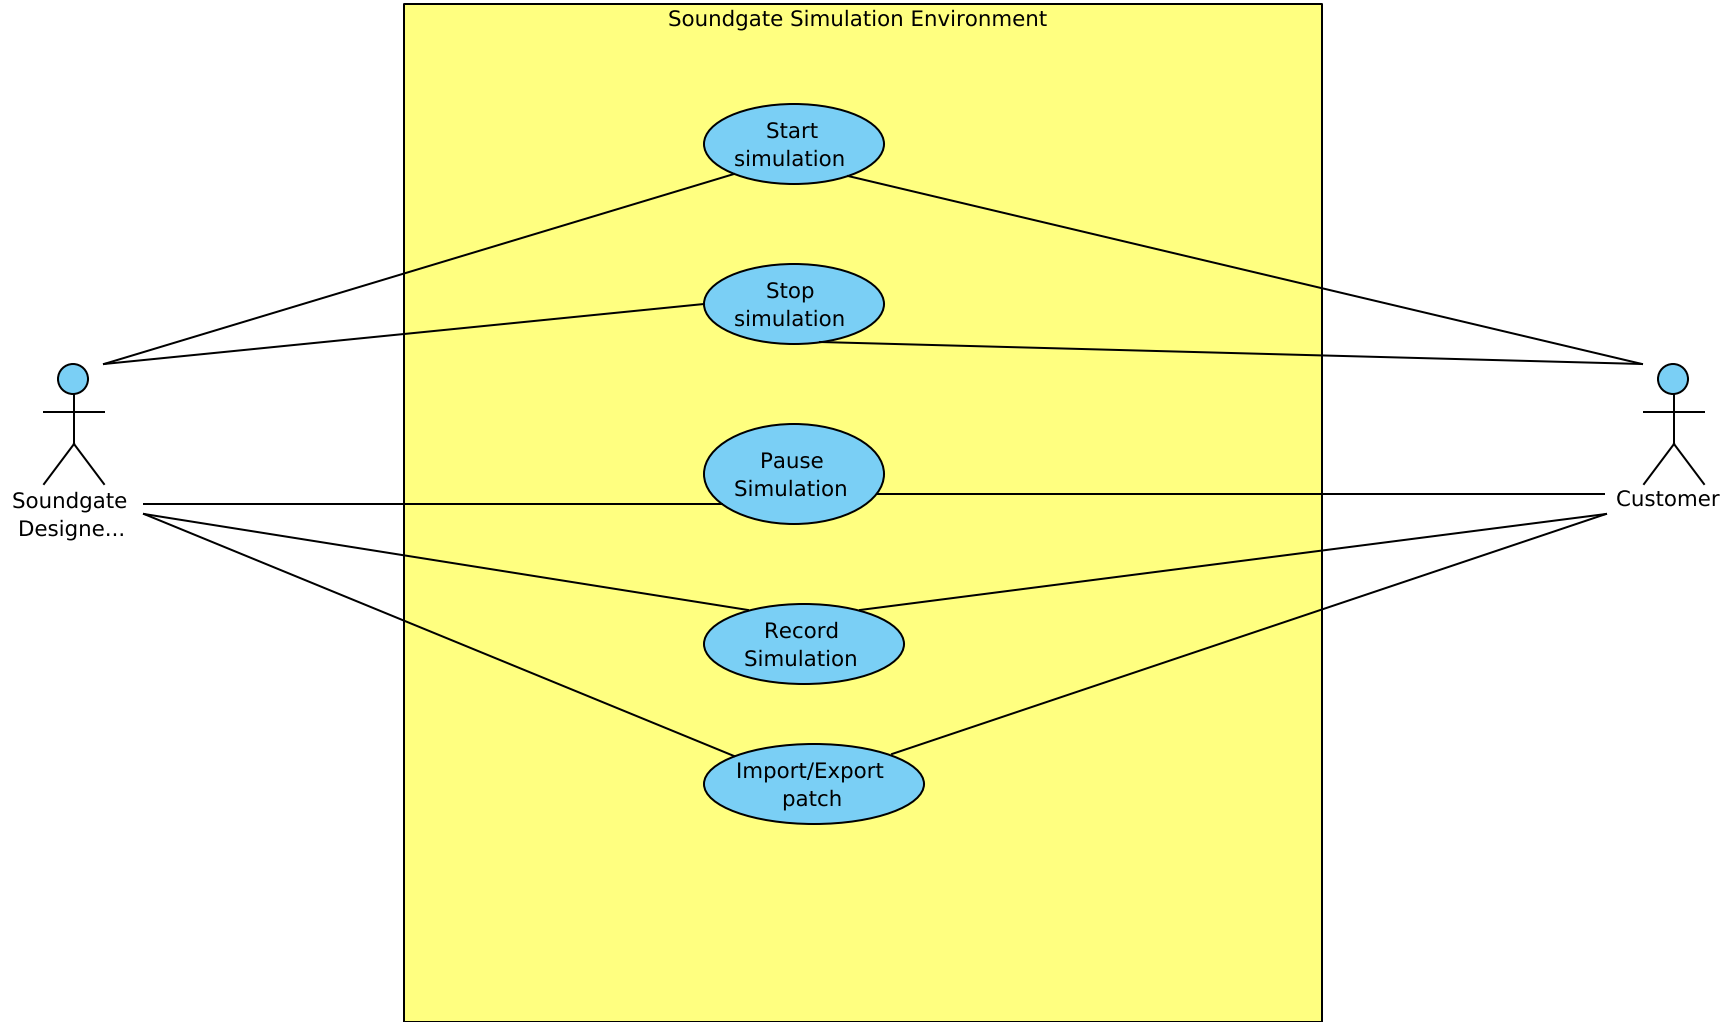 Soundgate Simulation Environment
Start
simulation
Stop
simulation
Pause
Simulation
Soundgate
Designe...
Customer
Record
Simulation
Import/Export
patch